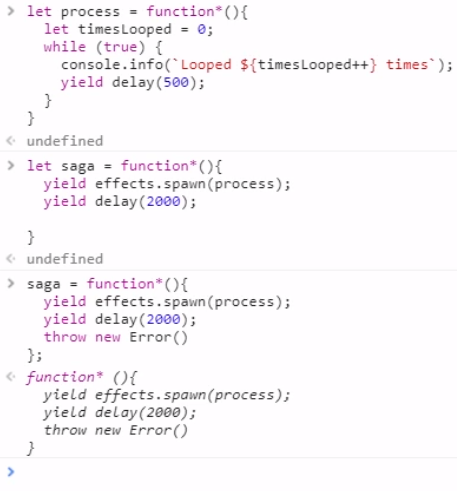 let process = function*(){
let timesLooped = 0;
while (true) {
console.info(`Looped ${timesLooped++} times`);
yield delay(500);
}
}
undefined
let saga = function*(){
yield effects.spawn(process);
yield delay(2000);
}
undefined
saga = function*(){
yield effects.spawn(process);
yield delay(2000);
throw new Error()
};
function* (){
yield effects.spawn(process);
yield delay(2000);
throw new Error()
}